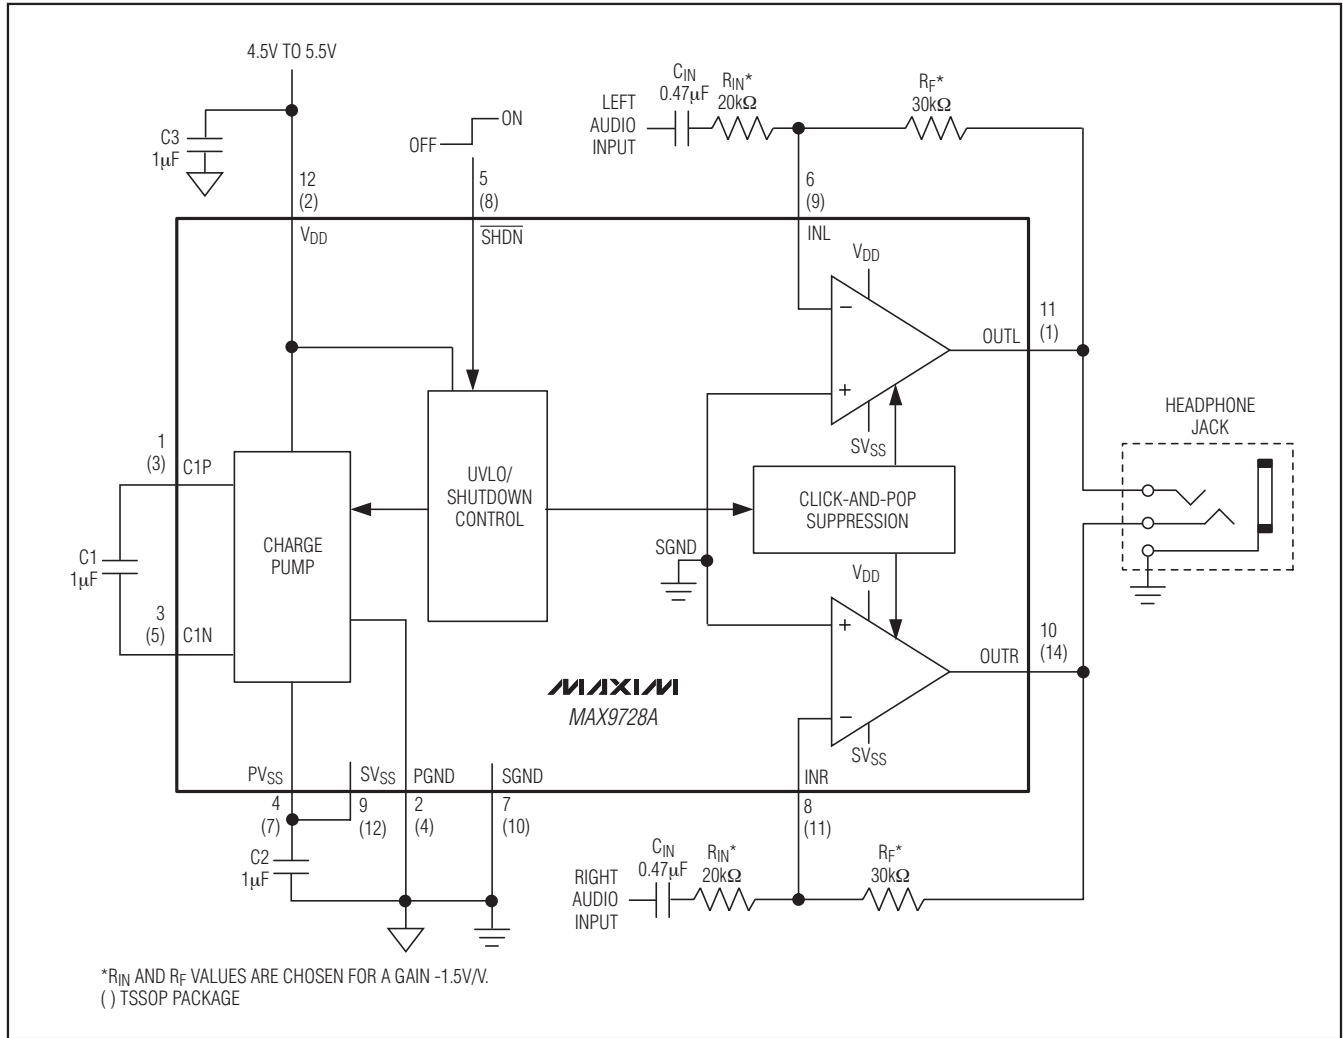 4.5V TO 5.5V
C3
1µF
OFF
ON
12
(2)
VDD
5
(8)
SHDN
LEFT
AUDIO
INPUT
CIN
0.47µF
RIN*
20kΩ
RF*
30kΩ
6
(9)
INL
VDD
−
+
SVSS
OUTL
11
(1)
HEADPHONE
JACK
1
(3)
C1P
C1
1µF
3
(5)
C1N
CHARGE
PUMP
UVLO/
SHUTDOWN
CONTROL
CLICK-AND-POP
SUPPRESSION
SGND
VDD
+
−
SVSS
OUTR
10
(14)
MAXIM
MAX9728A
PVSS
4
(7)
SVSS
9
(12)
PGND
2
(4)
SGND
7
(10)
INR
8
(11)
C2
1µF
RIGHT
AUDIO
INPUT
CIN
0.47µF
RIN*
20kΩ
RF*
30kΩ
*RIN AND RF VALUES ARE CHOSEN FOR A GAIN -1.5V/V.
( ) TSSOP PACKAGE